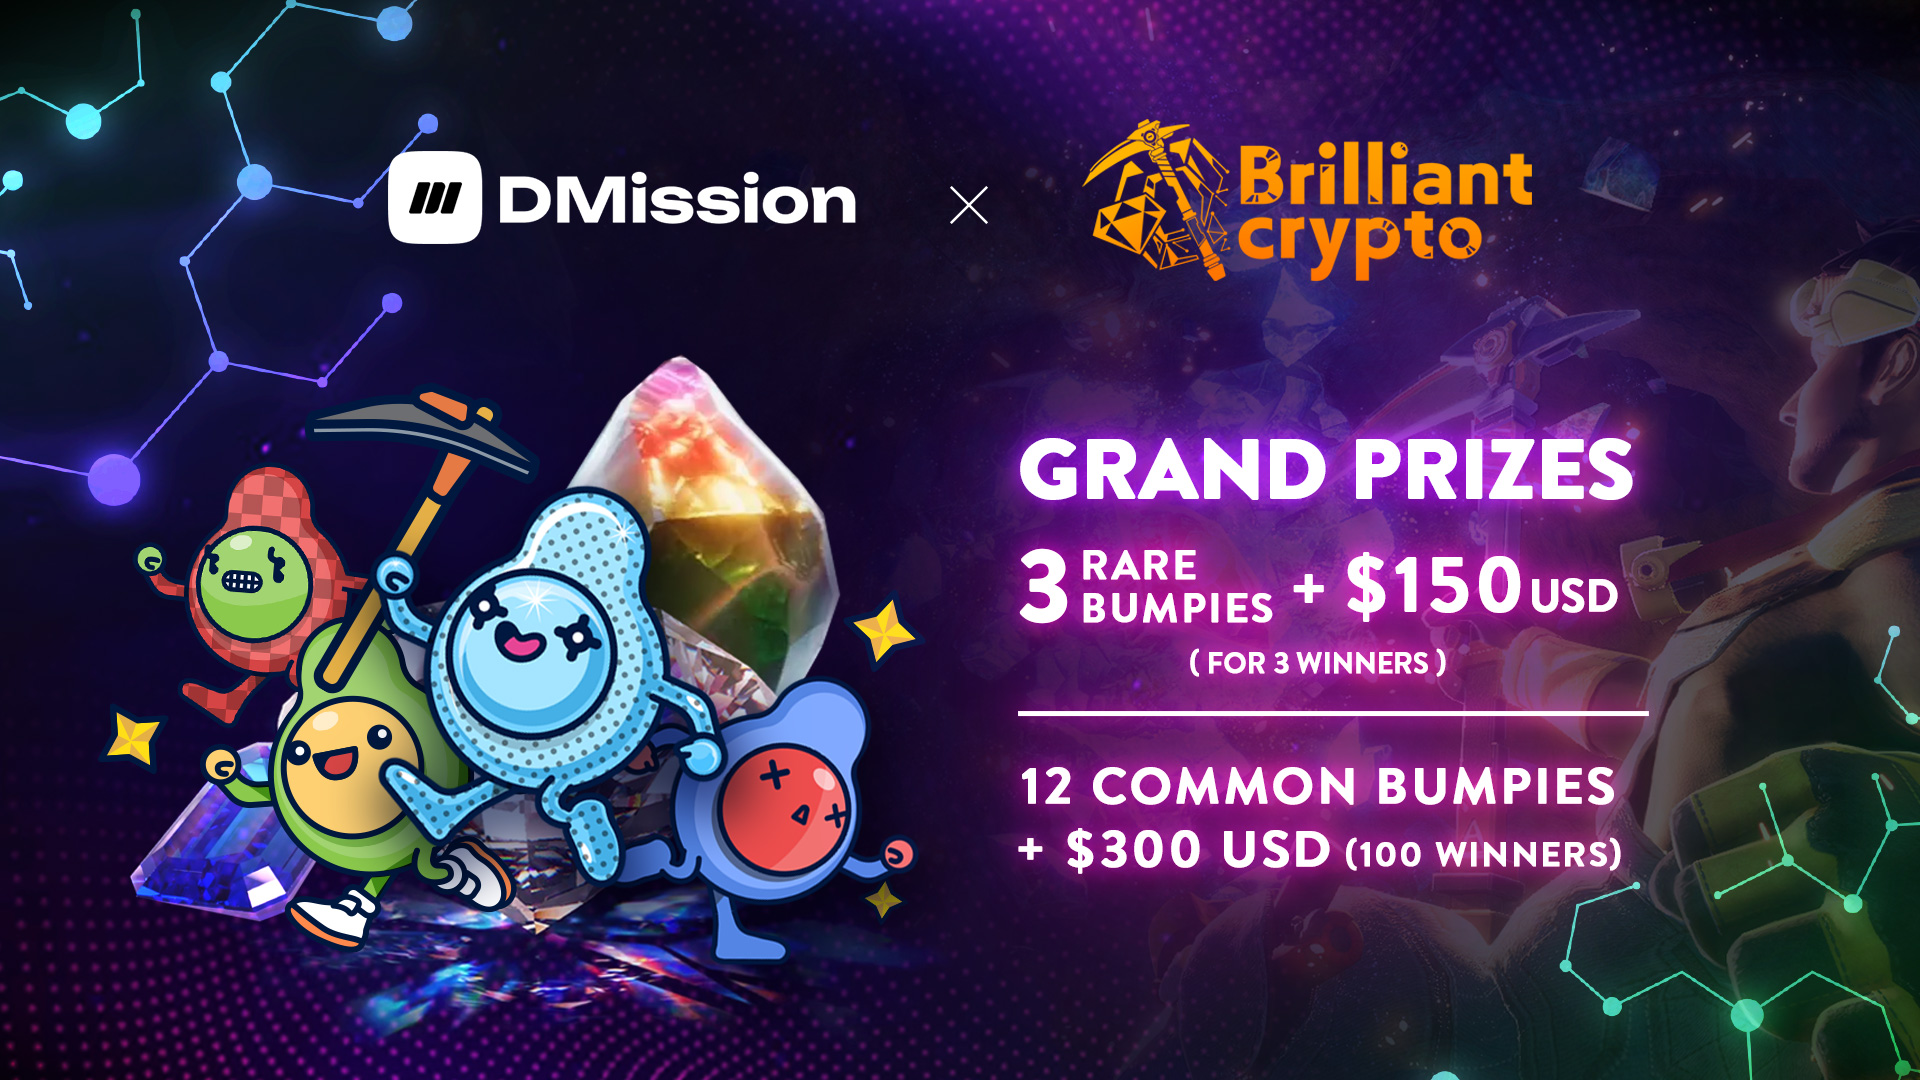 DMission
Brilliant
crypto
GRAND PRIZES
3 RARE
BUMPIES + $150 USD
( FOR 3 WINNERS )
12 COMMON BUMPIES
+ $300 USD (100 WINNERS)